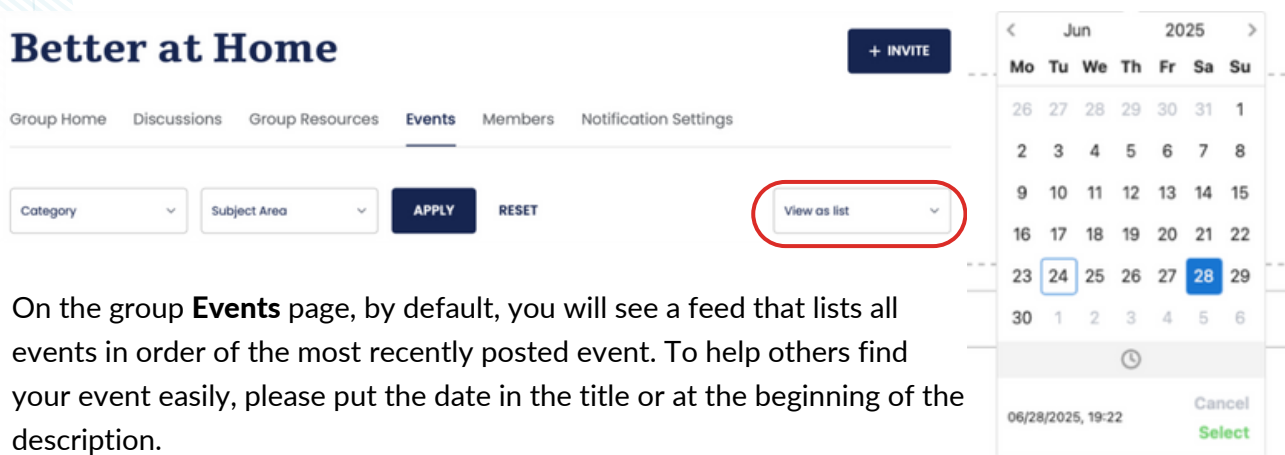 Better at Home
+ INVITE
Group Home Discussions Group Resources Events Members Notification Settings
Category
Subject Area
APPLY
RESET
View as list
On the group Events page, by default, you will see a feed that lists all
events in order of the most recently posted event. To help others find
your event easily, please put the date in the title or at the beginning of the
description.
< Jun 2025 >
Mo Tu We Th Fr Sa Su
26 27 28 29 30 31 1
2 3 4 5 6 7 8
9 10 11 12 13 14 15
16 17 18 19 20 21 22
23 24 25 26 27 28 29
30 1 2 3 4 5 6
06/28/2025, 19:22
Cancel
Select